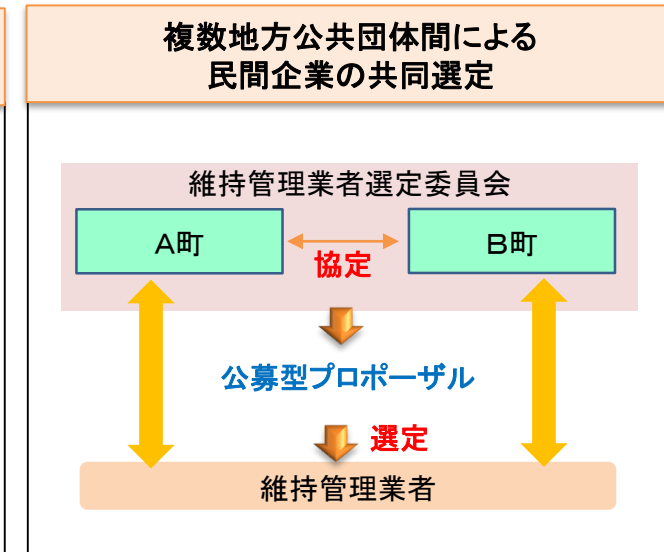 複数地方公共団体間による
民間企業の共同選定
維持管理業者選定委員会
A町
B町
協定
公募型プロポーザル
選定
維持管理業者